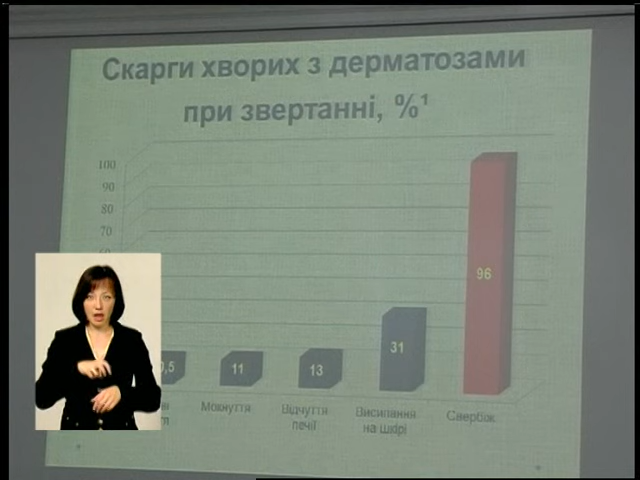 Скарги хворих з дерматозами
при звертанні, %¹
100
90
80
70
11
13
31
96
Мокнуття
Відчуття
печії
Висипання
на шкірі
Свербіж